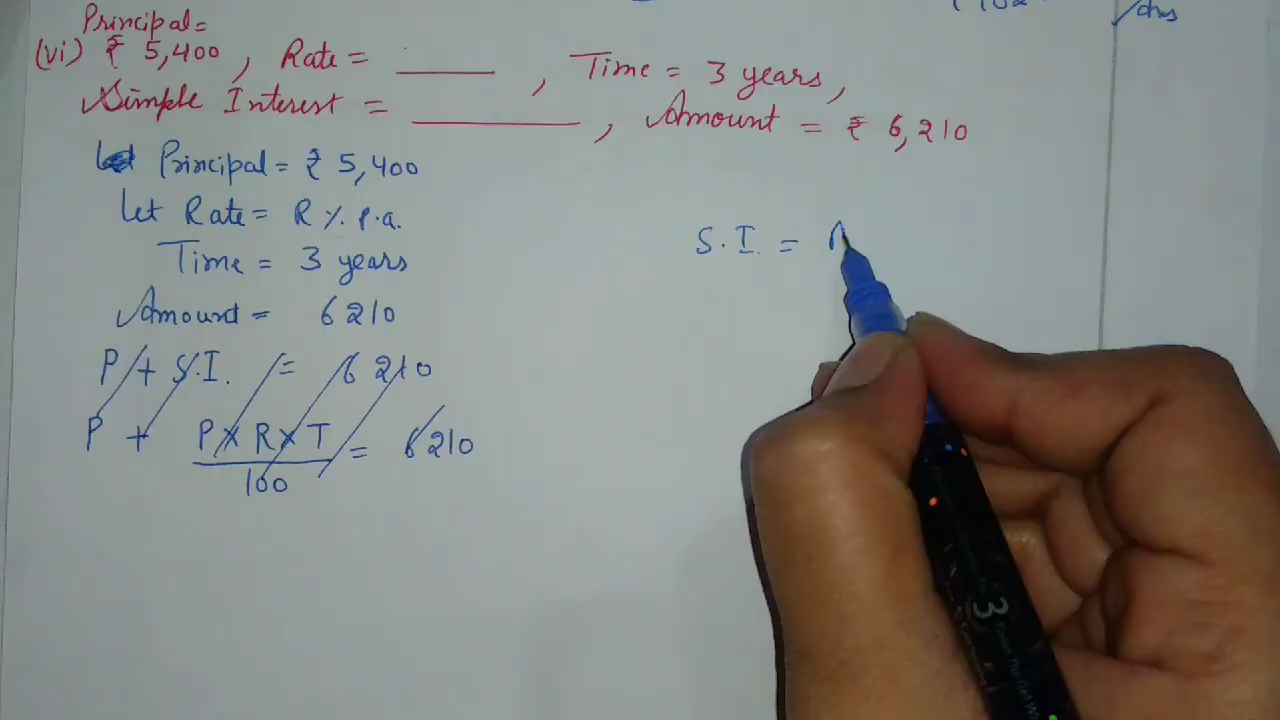 Principal=
(vi) ₹ 5,400, Rate = ______, Time = 3 years,
Simple Interest = ________, Amount = ₹ 6,210
Principal = ₹ 5,400
Let Rate = R %. P.a.
Time = 3 years
Amount = 6210
P + S.I. = 6210
P + P X R X T = 6210
100
S.I. = A
3